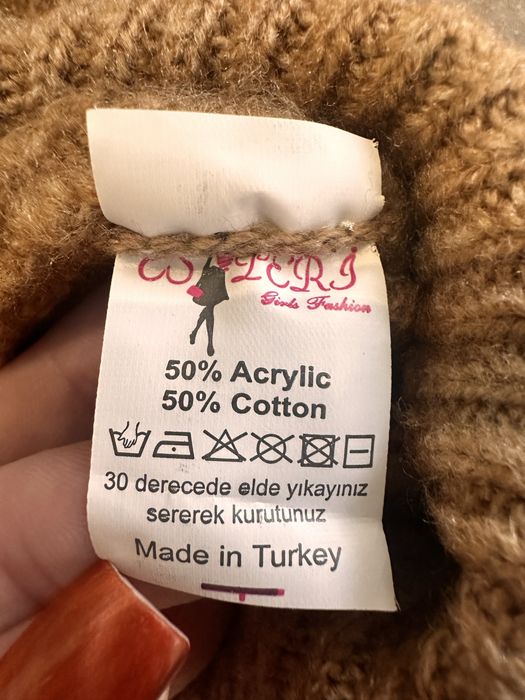 Girls Fashion
50% Acrylic
50% Cotton
30 derecede elde yıkayınız
sererek kurutunuz
Made in Turkey